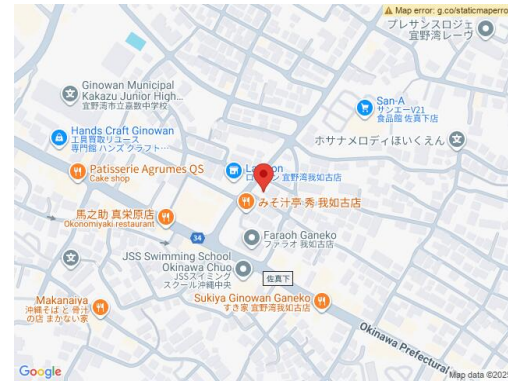 Map error: g.co/staticmaperro
プレサンスロジェ
宜野湾レーヴ
Ginowan Municipal
Kakazu Junior High...
宜野湾市立嘉数中学校
San-A
サンエーV21
食品館 佐真下店
Hands Craft Ginowan
工具買取リユース
専門館 ハンズ クラフト…
ホサナメロディほいくえん
Patisserie Agrumes QS
Cake shop
宜野湾我如古店
みそ汁亭 秀 我如古店
馬之助 真栄原店
Okonomiyaki restaurant
34
Faraoh Ganeko
ファラオ 我如古店
JSS Swimming School
Okinawa Chuo
JSSスイミング
スクール沖縄中央
佐真下
Sukiya Ginowan Ganeko
すき家 宜野湾我如古店
Makanaiya
沖縄そば と 骨汁
の店 まかない家
Okinawa Prefectural
Google
Map data ©2025